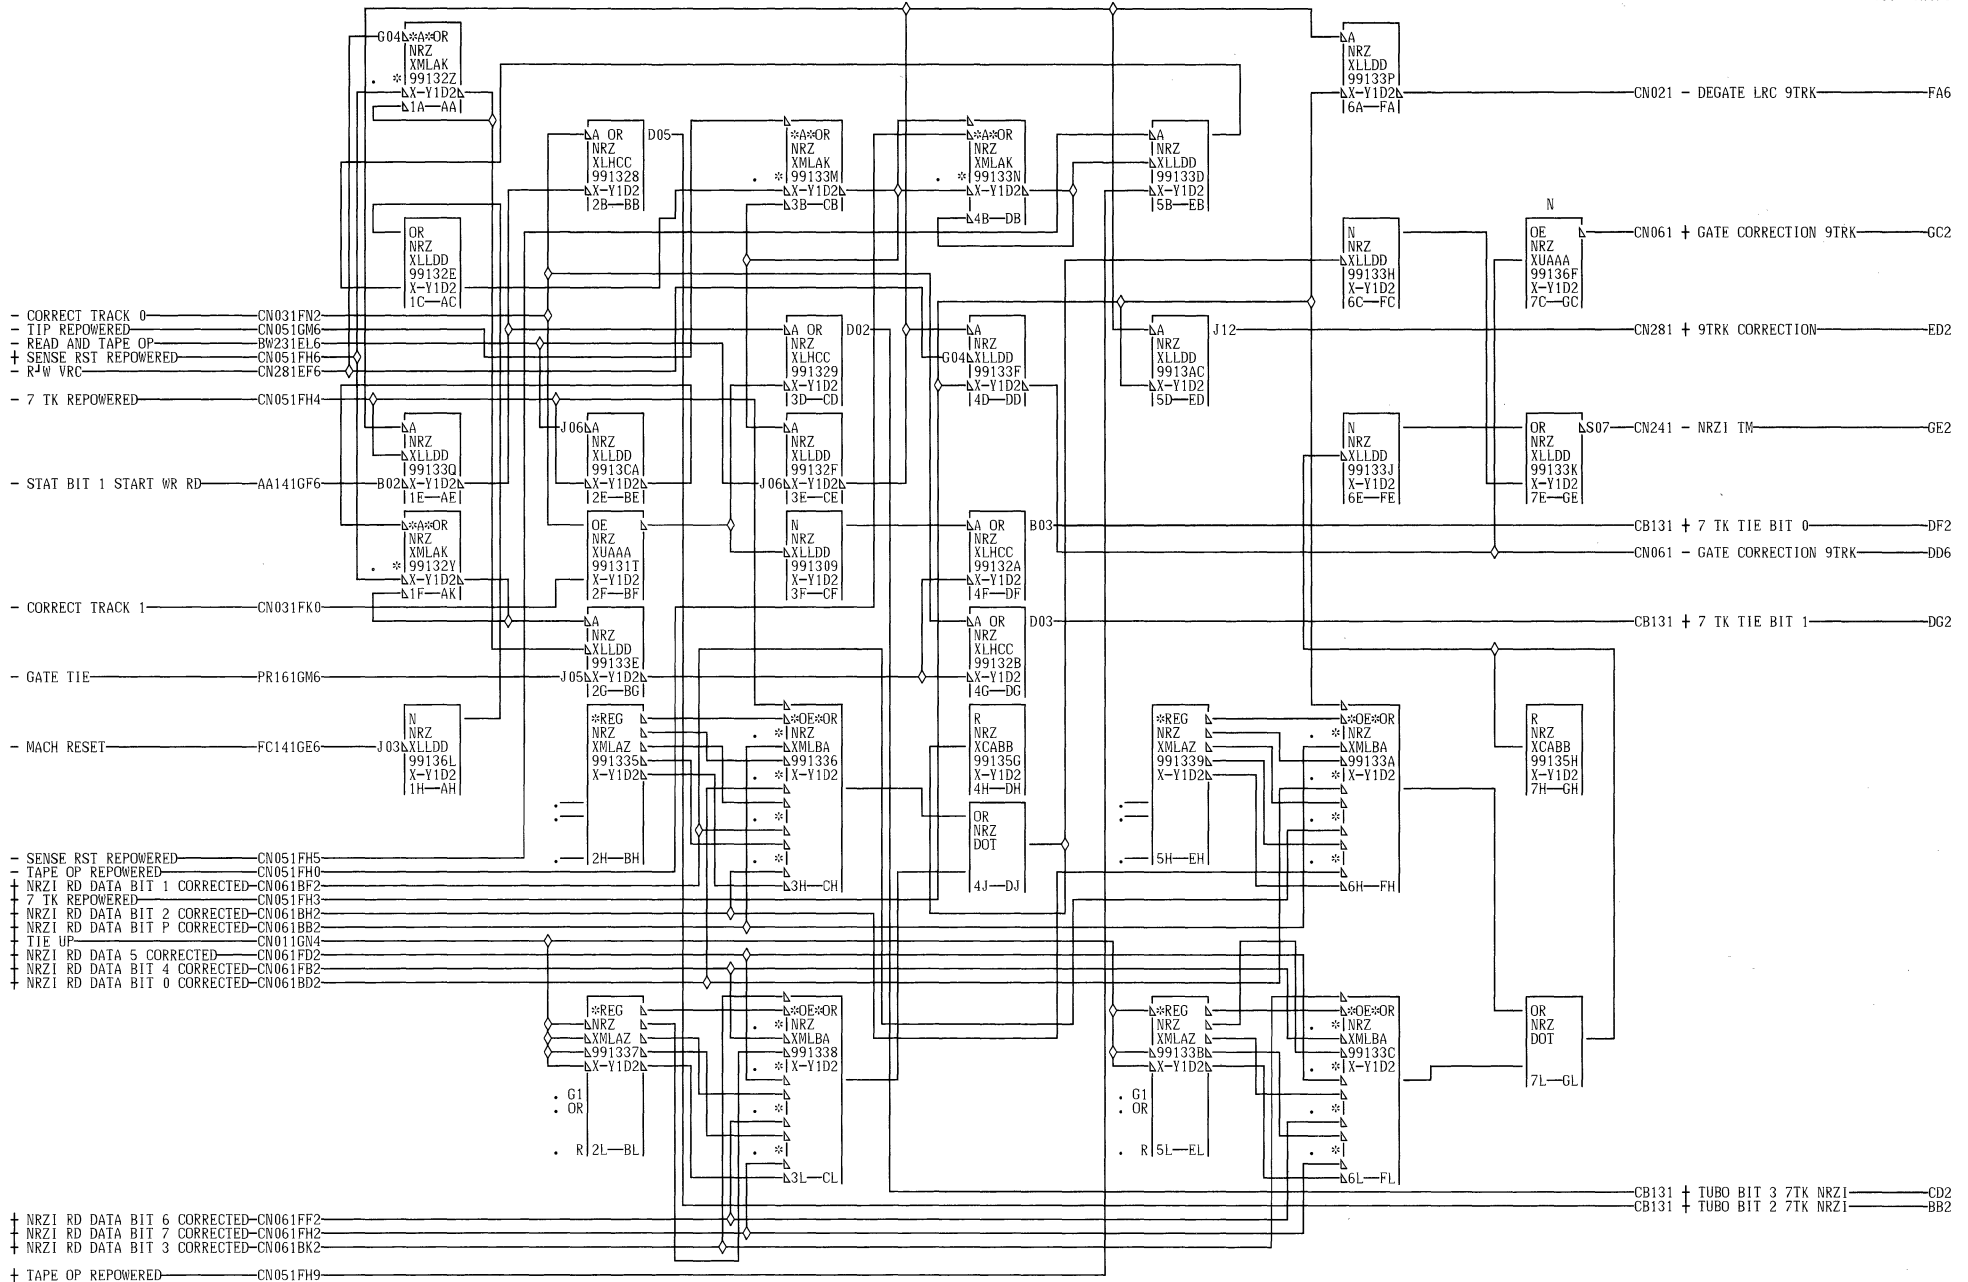 G04 *A*OR
NRZ
XMLAK
. * 99132Z
X-Y1D2
1A—AA
A
NRZ
XLLDD
99133P
X-Y1D2
6A—FA
CN021 - DEGATE LRC 9TRK FA6
A OR D05
NRZ
XLHCC
991328
X-Y1D2
2B—BB
*A*OR
NRZ
XMLAK
. * 99133M
X-Y1D2
3B—CB
*A*OR
NRZ
XMLAK
. * 99133N
X-Y1D2
4B—DB
A
NRZ
XLLDD
99133D
X-Y1D2
5B—EB
OR
NRZ
XLLDD
99132E
X-Y1D2
1C—AC
N
NRZ
XLLDD
99133H
X-Y1D2
6C—FC
N
OE
NRZ
XUAAA
99136F
X-Y1D2
7C—GC
CN061 + GATE CORRECTION 9TRK GC2
- CORRECT TRACK 0 CN031FN2
- TIP REPOWERED CN051GM6
- READ AND TAPE OP BW231EL6
+ SENSE RST REPOWERED CN051FH6
- R┘W VRC CN281EF6
- 7 TK REPOWERED CN051FH4
A OR D02
NRZ
XLHCC
991329
X-Y1D2
3D—CD
A
NRZ
G04 XLLDD
99133F
X-Y1D2
4D—DD
A J12
NRZ
XLLDD
9913AC
X-Y1D2
5D—ED
CN281 + 9TRK CORRECTION ED2
A
NRZ
XLLDD
99133Q
B02 X-Y1D2
1E—AE
- STAT BIT 1 START WR RD AA141GF6
J06 A
NRZ
XLLDD
9913CA
X-Y1D2
2E—BE
A
NRZ
XLLDD
99132F
J06 X-Y1D2
3E—CE
N
NRZ
XLLDD
99133J
X-Y1D2
6E—FE
OR S07
NRZ
XLLDD
99133K
X-Y1D2
7E—GE
CN241 - NRZI TM GE2
*A*OR
NRZ
XMLAK
. * 99132Y
X-Y1D2
1F—AK
OE
NRZ
XUAAA
99131T
X-Y1D2
2F—BF
N
NRZ
XLLDD
991309
X-Y1D2
3F—CF
A OR B03
NRZ
XLHCC
99132A
X-Y1D2
4F—DF
CB131 + 7 TK TIE BIT 0 DF2
CN061 - GATE CORRECTION 9TRK DD6
- CORRECT TRACK 1 CN031FK0
A
NRZ
XLLDD
99133E
J05 X-Y1D2
2G—BG
A OR D03
NRZ
XLHCC
99132B
X-Y1D2
4G—DG
CB131 + 7 TK TIE BIT 1 DG2
- GATE TIE PR161GM6
- MACH RESET FC141GE6
N
NRZ
J03 XLLDD
99136L
X-Y1D2
1H—AH
*REG
NRZ
XMLAZ
991335
X-Y1D2
.
.
.
2H—BH
*OE*OR
. * NRZ
XMLBA
991336
. * X-Y1D2
. *
. *
3H—CH
R
NRZ
XCABB
99135G
X-Y1D2
4H—DH
OR
NRZ
DOT
4J—DJ
*REG
NRZ
XMLAZ
991339
X-Y1D2
.
.
.
5H—EH
*OE*OR
. * NRZ
XMLBA
99133A
. * X-Y1D2
. *
. *
6H—FH
R
NRZ
XCABB
99135H
X-Y1D2
7H—GH
- SENSE RST REPOWERED CN051FH5
- TAPE OP REPOWERED CN051FH0
+ NRZI RD DATA BIT 1 CORRECTED CN061BF2
+ 7 TK REPOWERED CN051FH3
+ NRZI RD DATA BIT 2 CORRECTED CN061BH2
+ NRZI RD DATA BIT P CORRECTED CN061BB2
- TIE UP CN011GN4
+ NRZI RD DATA 5 CORRECTED CN061FD2
+ NRZI RD DATA BIT 4 CORRECTED CN061FB2
+ NRZI RD DATA BIT 0 CORRECTED CN061BD2
*REG
NRZ
XMLAZ
991337
X-Y1D2
. G1
. OR
. R 2L—BL
*OE*OR
. * NRZ
XMLBA
991338
. * X-Y1D2
. *
. *
3L—CL
*REG
NRZ
XMLAZ
99133B
X-Y1D2
. G1
. OR
. R 5L—EL
*OE*OR
. * NRZ
XMLBA
99133C
. * X-Y1D2
. *
. *
6L—FL
OR
NRZ
DOT
7L—GL
CB131 + TUBO BIT 3 7TK NRZI CD2
CB131 + TUBO BIT 2 7TK NRZI BB2
+ NRZI RD DATA BIT 6 CORRECTED CN061FF2
+ NRZI RD DATA BIT 7 CORRECTED CN061FH2
+ NRZI RD DATA BIT 3 CORRECTED CN061BK2
+ TAPE OP REPOWERED CN051FH9